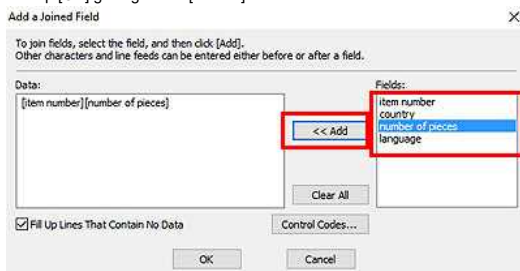 Add a Joined Field
To join fields, select the field, and then click [Add].
Other characters and line feeds can be entered either before or after a field.
Data:
Fields:
[item number][number of pieces]
item number
country
number of pieces
language
<< Add
Clear All
Fill Up Lines That Contain No Data
Control Codes...
OK
Cancel